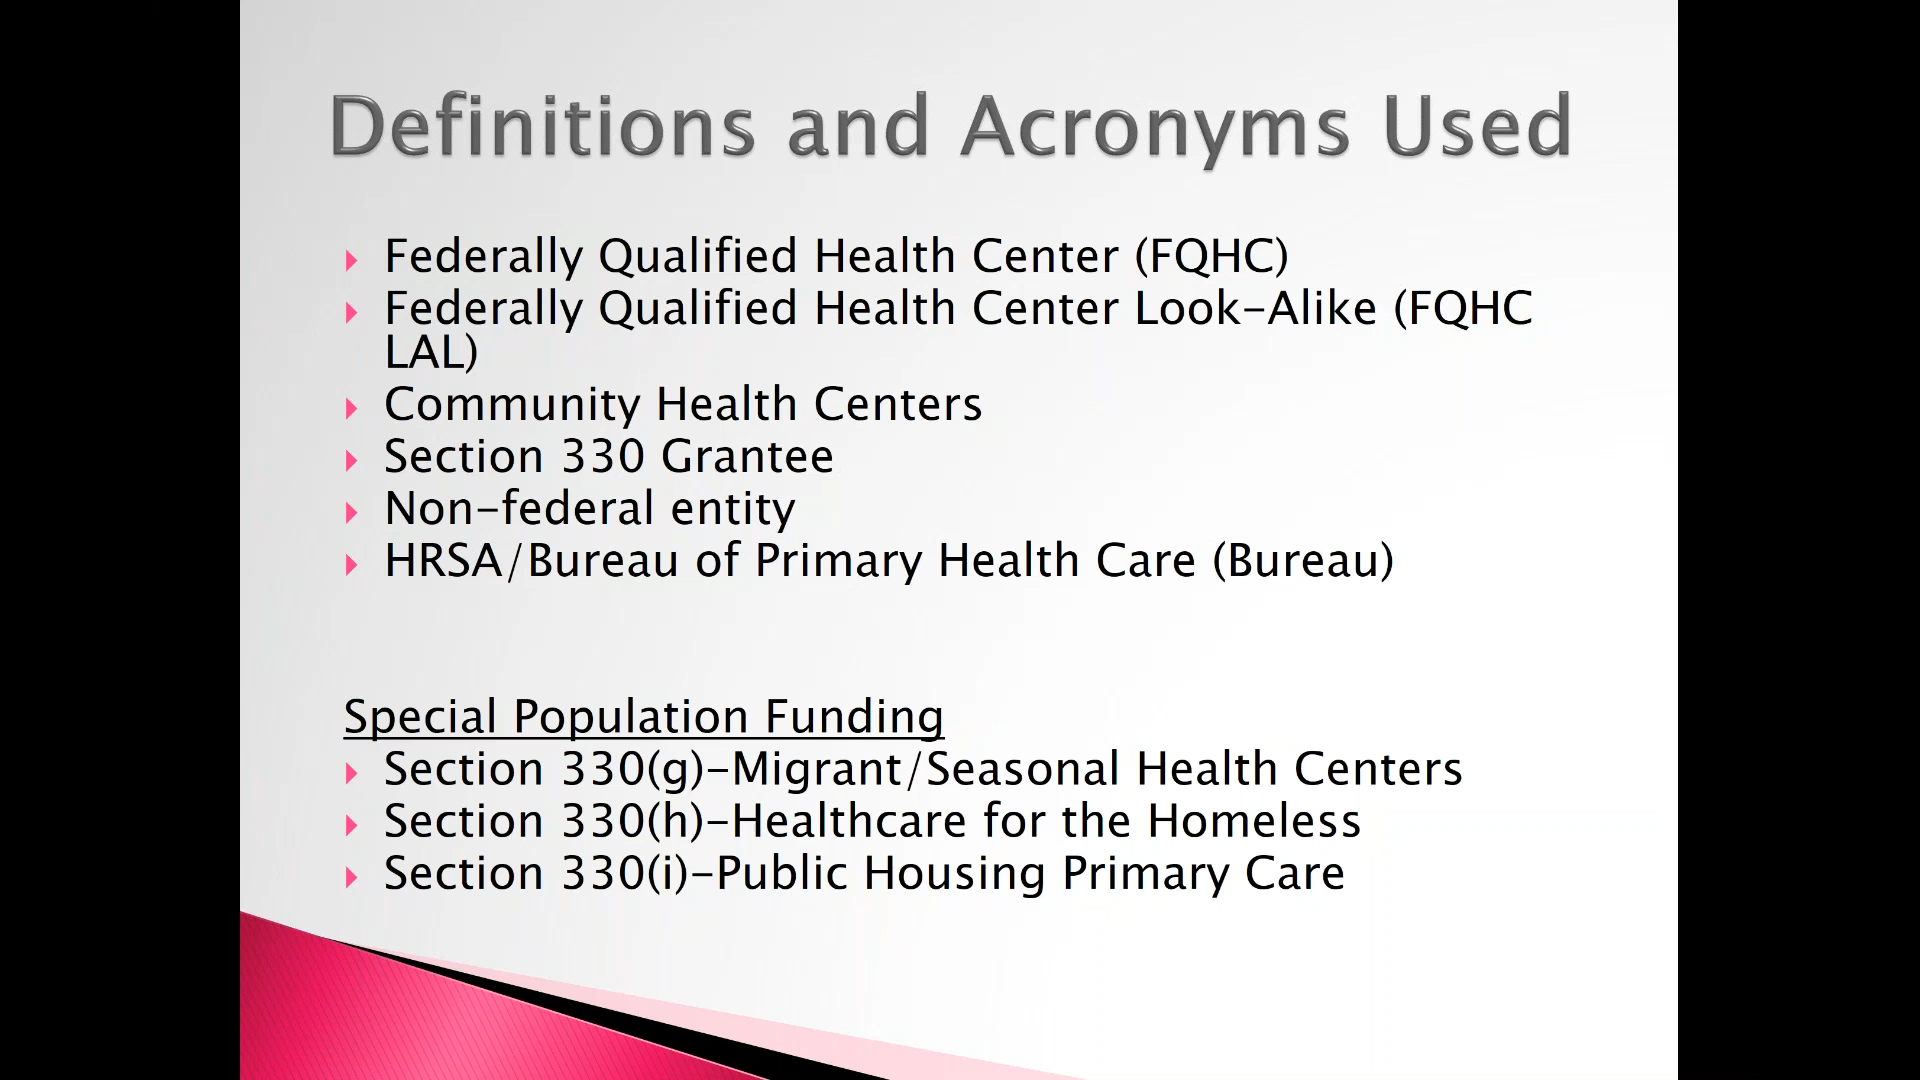 Definitions and Acronyms Used
Federally Qualified Health Center (FQHC)
Federally Qualified Health Center Look-Alike (FQHC
LAL)
Community Health Centers
Section 330 Grantee
Non-federal entity
HRSA/Bureau of Primary Health Care (Bureau)
Special Population Funding
Section 330(g)-Migrant/Seasonal Health Centers
Section 330(h)-Healthcare for the Homeless
Section 330(i)-Public Housing Primary Care